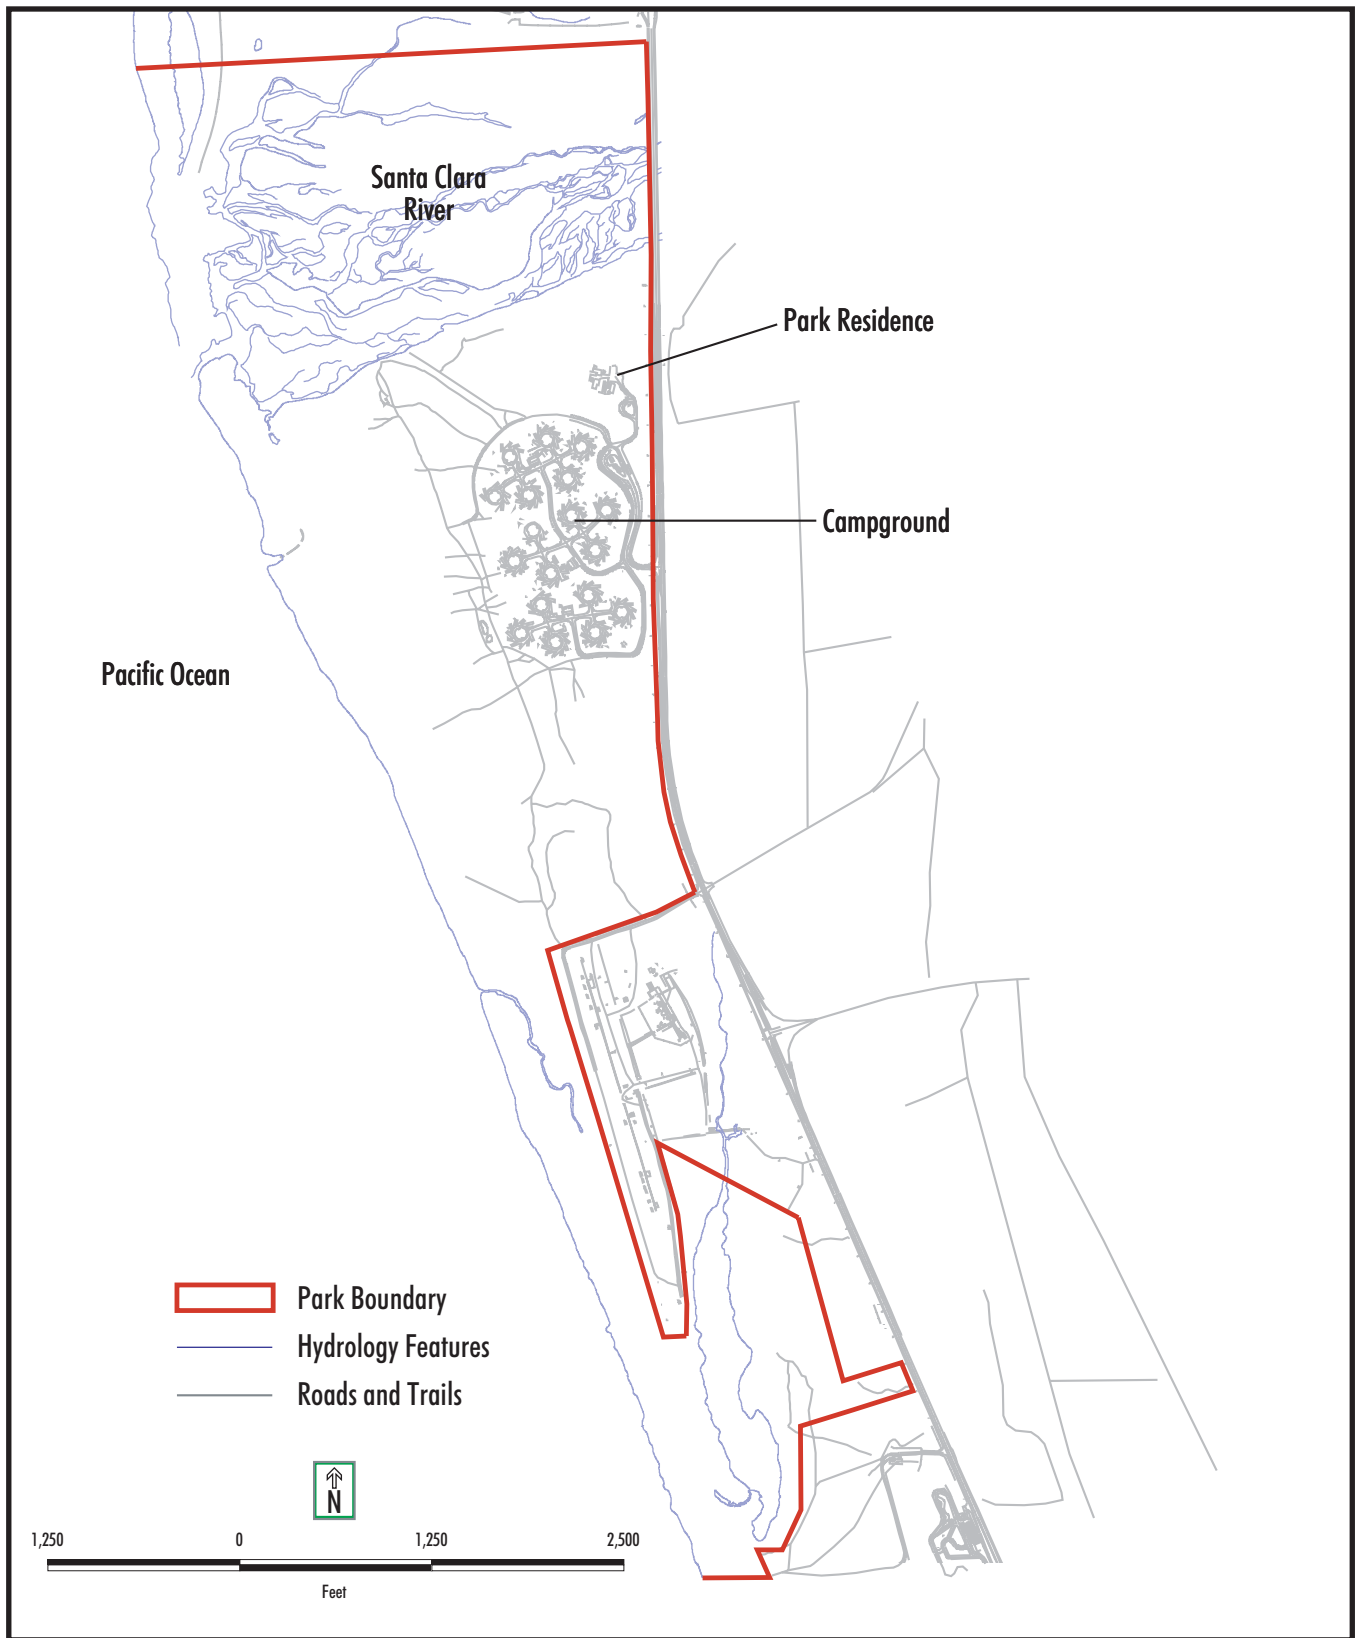 Santa Clara
River
Park Residence
Campground
Pacific Ocean
Park Boundary
Hydrology Features
Roads and Trails
N
1,250 0 1,250 2,500
Feet